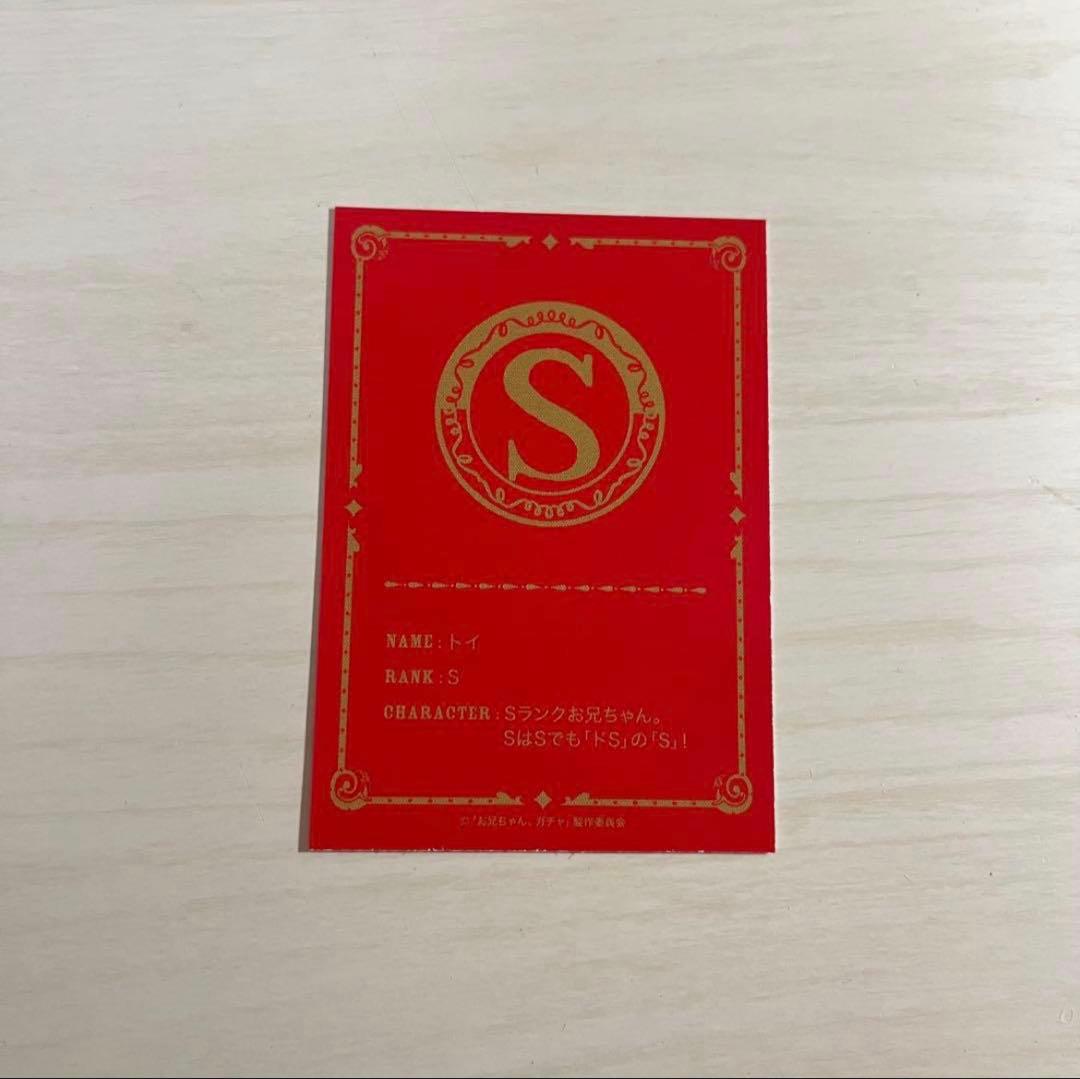 S
NAME：トイ
RANK：S
CHARACTER：Sランクお兄ちゃん。
SはSでも「ドS」の「S」！
©「お兄ちゃん、ガチャ」製作委員会